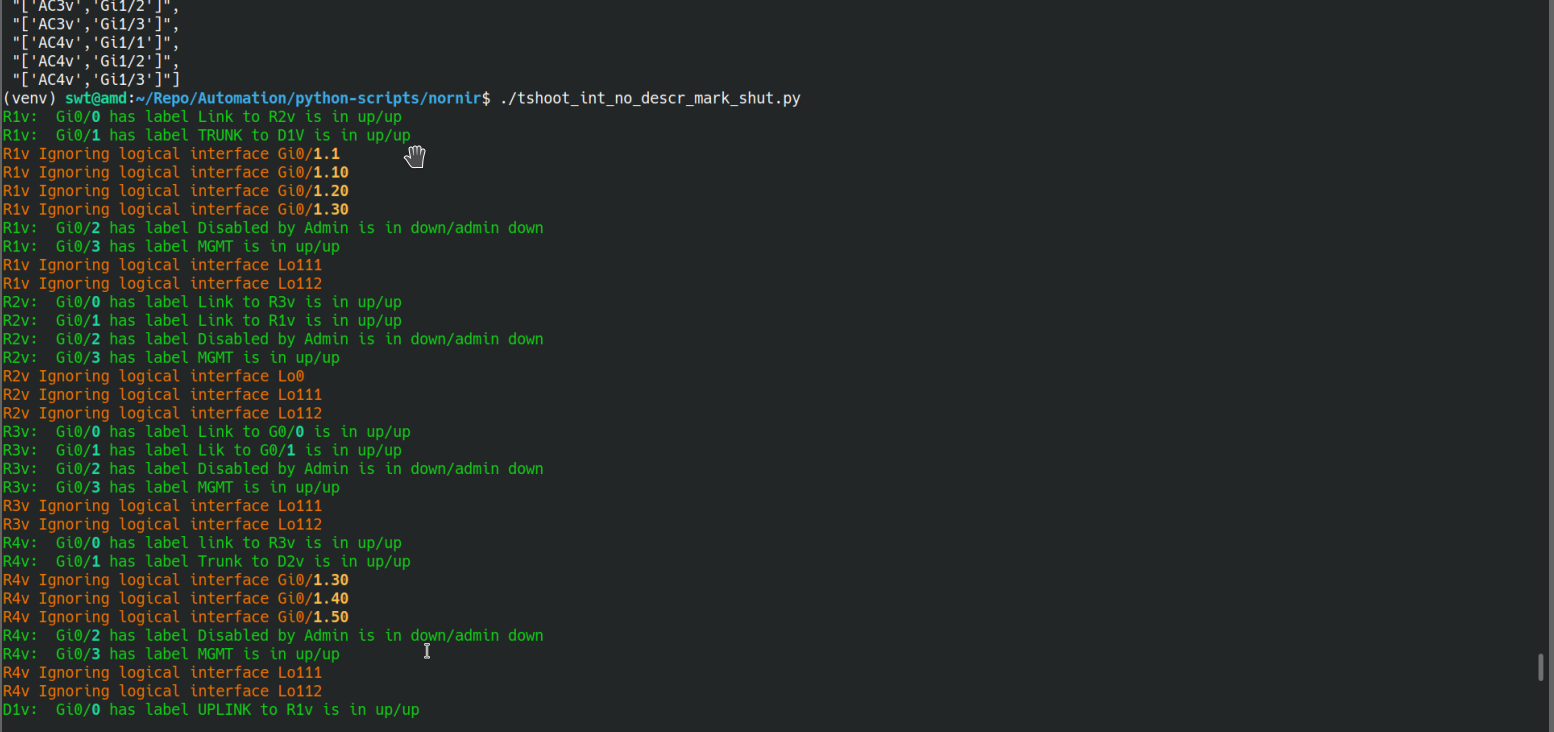 "['AC3v','Gi1/2']",
"['AC3v','Gi1/3']",
"['AC4v','Gi1/1']",
"['AC4v','Gi1/2']",
"['AC4v','Gi1/3']"]
(venv) swt@amd:~/Repo/Automation/python-scripts/nornir$ ./tshoot_int_no_descr_mark_shut.py
R1v:  Gi0/0 has label Link to R2v is in up/up
R1v:  Gi0/1 has label TRUNK to D1V is in up/up
R1v Ignoring logical interface Gi0/1.1
R1v Ignoring logical interface Gi0/1.10
R1v Ignoring logical interface Gi0/1.20
R1v Ignoring logical interface Gi0/1.30
R1v:  Gi0/2 has label Disabled by Admin is in down/admin down
R1v:  Gi0/3 has label MGMT is in up/up
R1v Ignoring logical interface Lo111
R1v Ignoring logical interface Lo112
R2v:  Gi0/0 has label Link to R3v is in up/up
R2v:  Gi0/1 has label Link to R1v is in up/up
R2v:  Gi0/2 has label Disabled by Admin is in down/admin down
R2v:  Gi0/3 has label MGMT is in up/up
R2v Ignoring logical interface Lo0
R2v Ignoring logical interface Lo111
R2v Ignoring logical interface Lo112
R3v:  Gi0/0 has label Link to G0/0 is in up/up
R3v:  Gi0/1 has label Lik to G0/1 is in up/up
R3v:  Gi0/2 has label Disabled by Admin is in down/admin down
R3v:  Gi0/3 has label MGMT is in up/up
R3v Ignoring logical interface Lo111
R3v Ignoring logical interface Lo112
R4v:  Gi0/0 has label link to R3v is in up/up
R4v:  Gi0/1 has label Trunk to D2v is in up/up
R4v Ignoring logical interface Gi0/1.30
R4v Ignoring logical interface Gi0/1.40
R4v Ignoring logical interface Gi0/1.50
R4v:  Gi0/2 has label Disabled by Admin is in down/admin down
R4v:  Gi0/3 has label MGMT is in up/up
R4v Ignoring logical interface Lo111
R4v Ignoring logical interface Lo112
D1v:  Gi0/0 has label UPLINK to R1v is in up/up